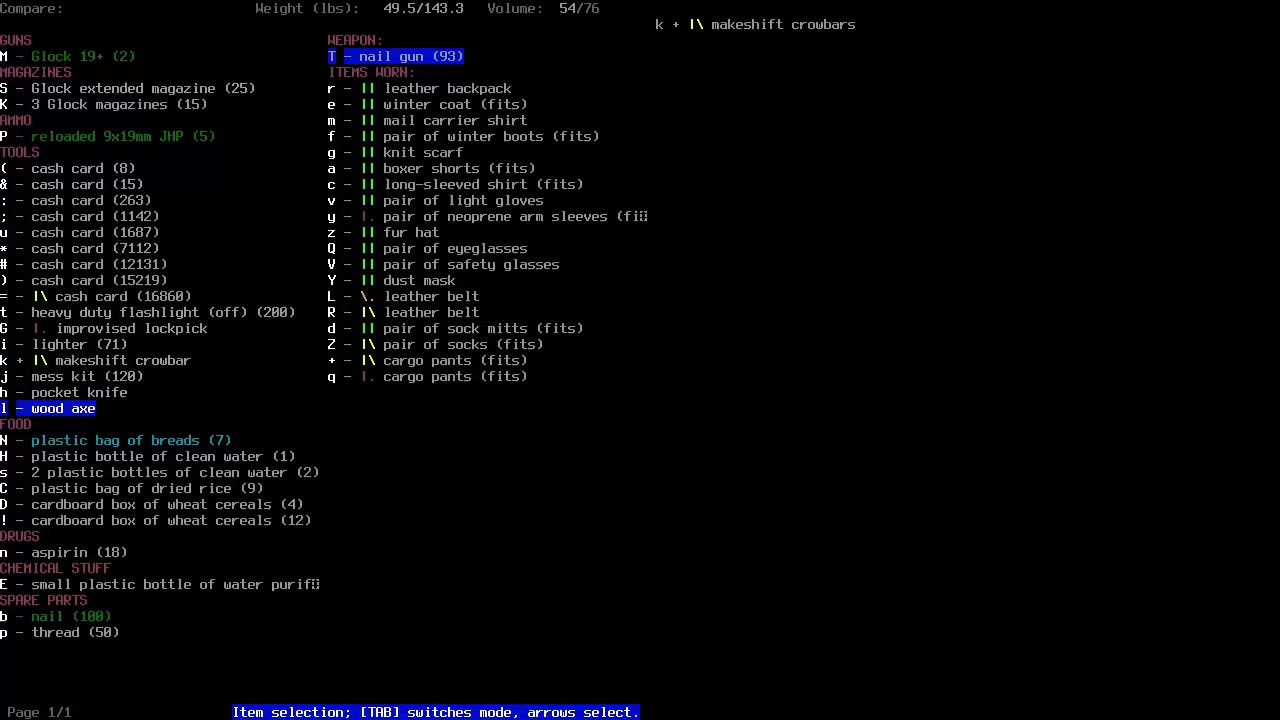 Compare: Weight (lbs): 49.5/143.3 Volume: 54/76
k + |\ makeshift crowbars
GUNS
M - Glock 19+ (2)
MAGAZINES
S - Glock extended magazine (25)
K - 3 Glock magazines (15)
AMMO
P - reloaded 9x19mm JHP (5)
TOOLS
( - cash card (8)
& - cash card (15)
: - cash card (263)
; - cash card (1142)
u - cash card (1687)
* - cash card (7112)
# - cash card (12131)
) - cash card (15219)
= - |\ cash card (16860)
t - heavy duty flashlight (off) (200)
G - |. improvised lockpick
i - lighter (71)
k + |\ makeshift crowbar
j - mess kit (120)
h - pocket knife
l - wood axe
FOOD
N - plastic bag of breads (7)
H - plastic bottle of clean water (1)
s - 2 plastic bottles of clean water (2)
C - plastic bag of dried rice (9)
D - cardboard box of wheat cereals (4)
! - cardboard box of wheat cereals (12)
DRUGS
n - aspirin (18)
CHEMICAL STUFF
E - small plastic bottle of water purif
SPARE PARTS
b - nail (100)
p - thread (50)
WEAPON:
T - nail gun (93)
ITEMS WORN:
r - || leather backpack
e - || winter coat (fits)
m - || mail carrier shirt
f - || pair of winter boots (fits)
g - || knit scarf
a - || boxer shorts (fits)
c - || long-sleeved shirt (fits)
v - || pair of light gloves
y - |. pair of neoprene arm sleeves (fi
z - || fur hat
Q - || pair of eyeglasses
V - || pair of safety glasses
Y - || dust mask
L - \. leather belt
R - |\ leather belt
d - || pair of sock mitts (fits)
Z - |\ pair of socks (fits)
+ - |\ cargo pants (fits)
q - |. cargo pants (fits)
Page 1/1
Item selection; [TAB] switches mode, arrows select.